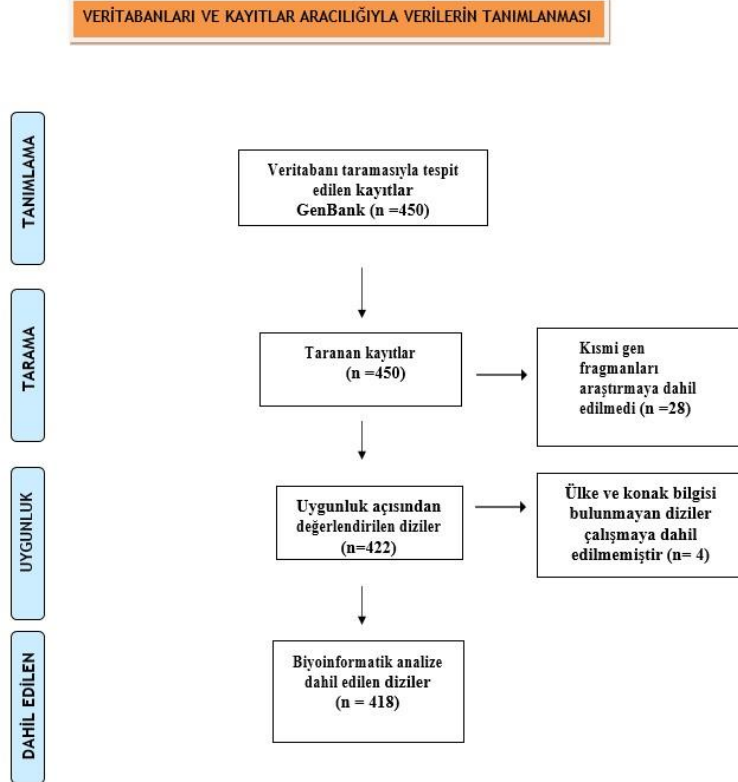 VERİTABANLARI VE KAYITLAR ARACILIĞIYLA VERİLERİN TANIMLANMASI
TANIMLAMA
Veritabanı taramasıyla tespit
edilen kayıtlar
GenBank (n =450)
TARAMA
Taranan kayıtlar
(n =450)
Kısmi gen
fragmanları
araştırmaya dahil
edilmedi (n =28)
UYGUNLUK
Uygunluk açısından
değerlendirilen diziler
(n=422)
Ülke ve konak bilgisi
bulunmayan diziler
çalışmaya dahil
edilmemiştir (n= 4)
DAHİL EDİLEN
Biyoinformatik analize
dahil edilen diziler
(n = 418)